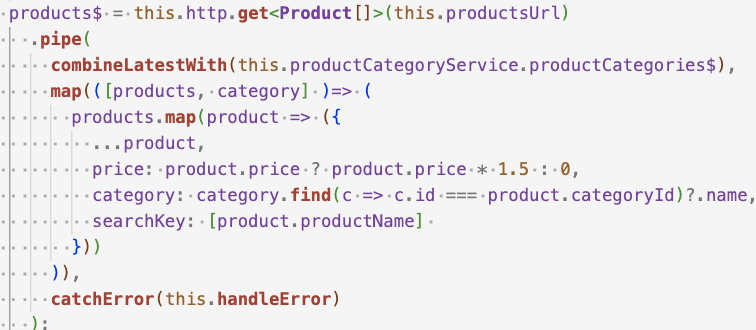 products$ = this.http.get<Product[]>(this.productsUrl)
.pipe(
combineLatestWith(this.productCategoryService.productCategories$),
map(([products, category] )=> (
products.map(product => ({
...product,
price: product.price ? product.price * 1.5 : 0,
category: category.find(c => c.id === product.categoryId)?.name,
searchKey: [product.productName]
}))
)),
catchError(this.handleError)
);